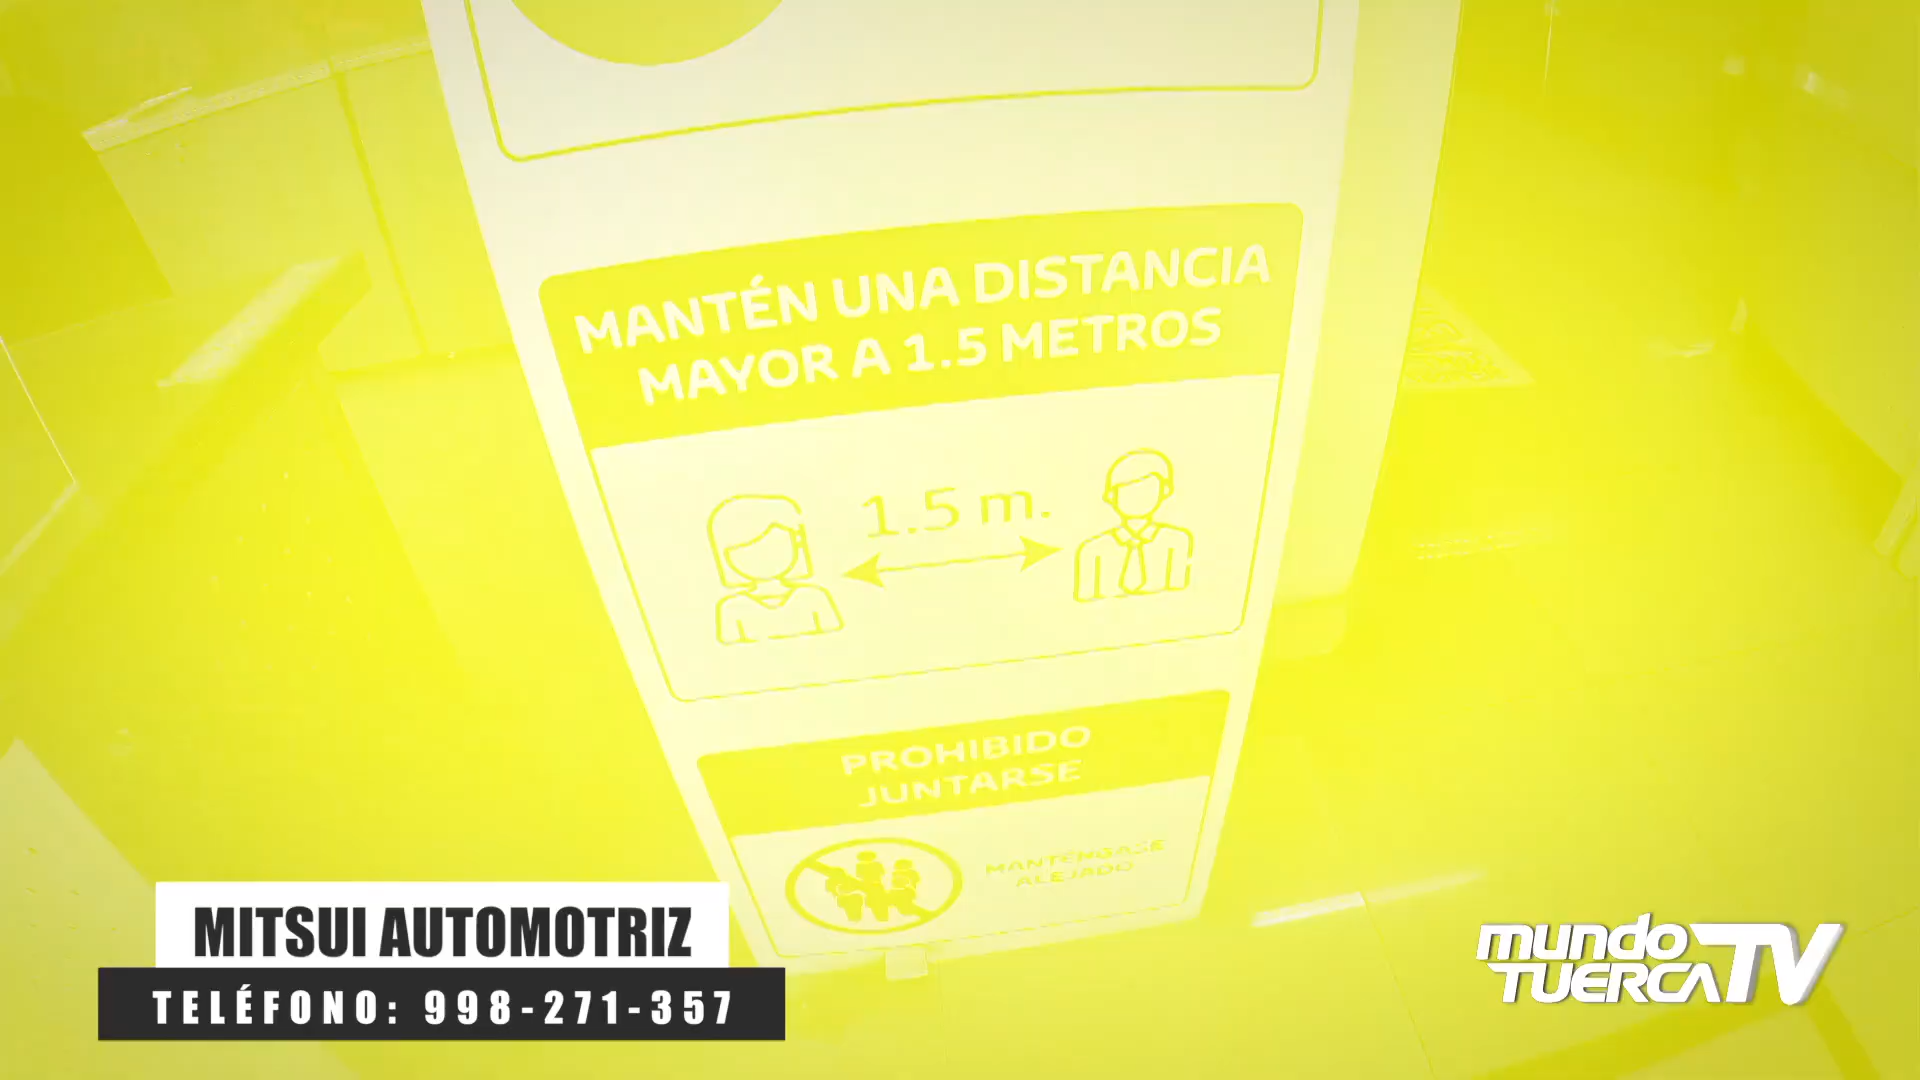 MANTÉN UNA DISTANCIA
MAYOR A 1.5 METROS
1.5 m.
PROHIBIDO
JUNTARSE
MANTÉNGASE
ALEJADO
MITSUI AUTOMOTRIZ
TELÉFONO: 998-271-357
mundo
TUERCA TV